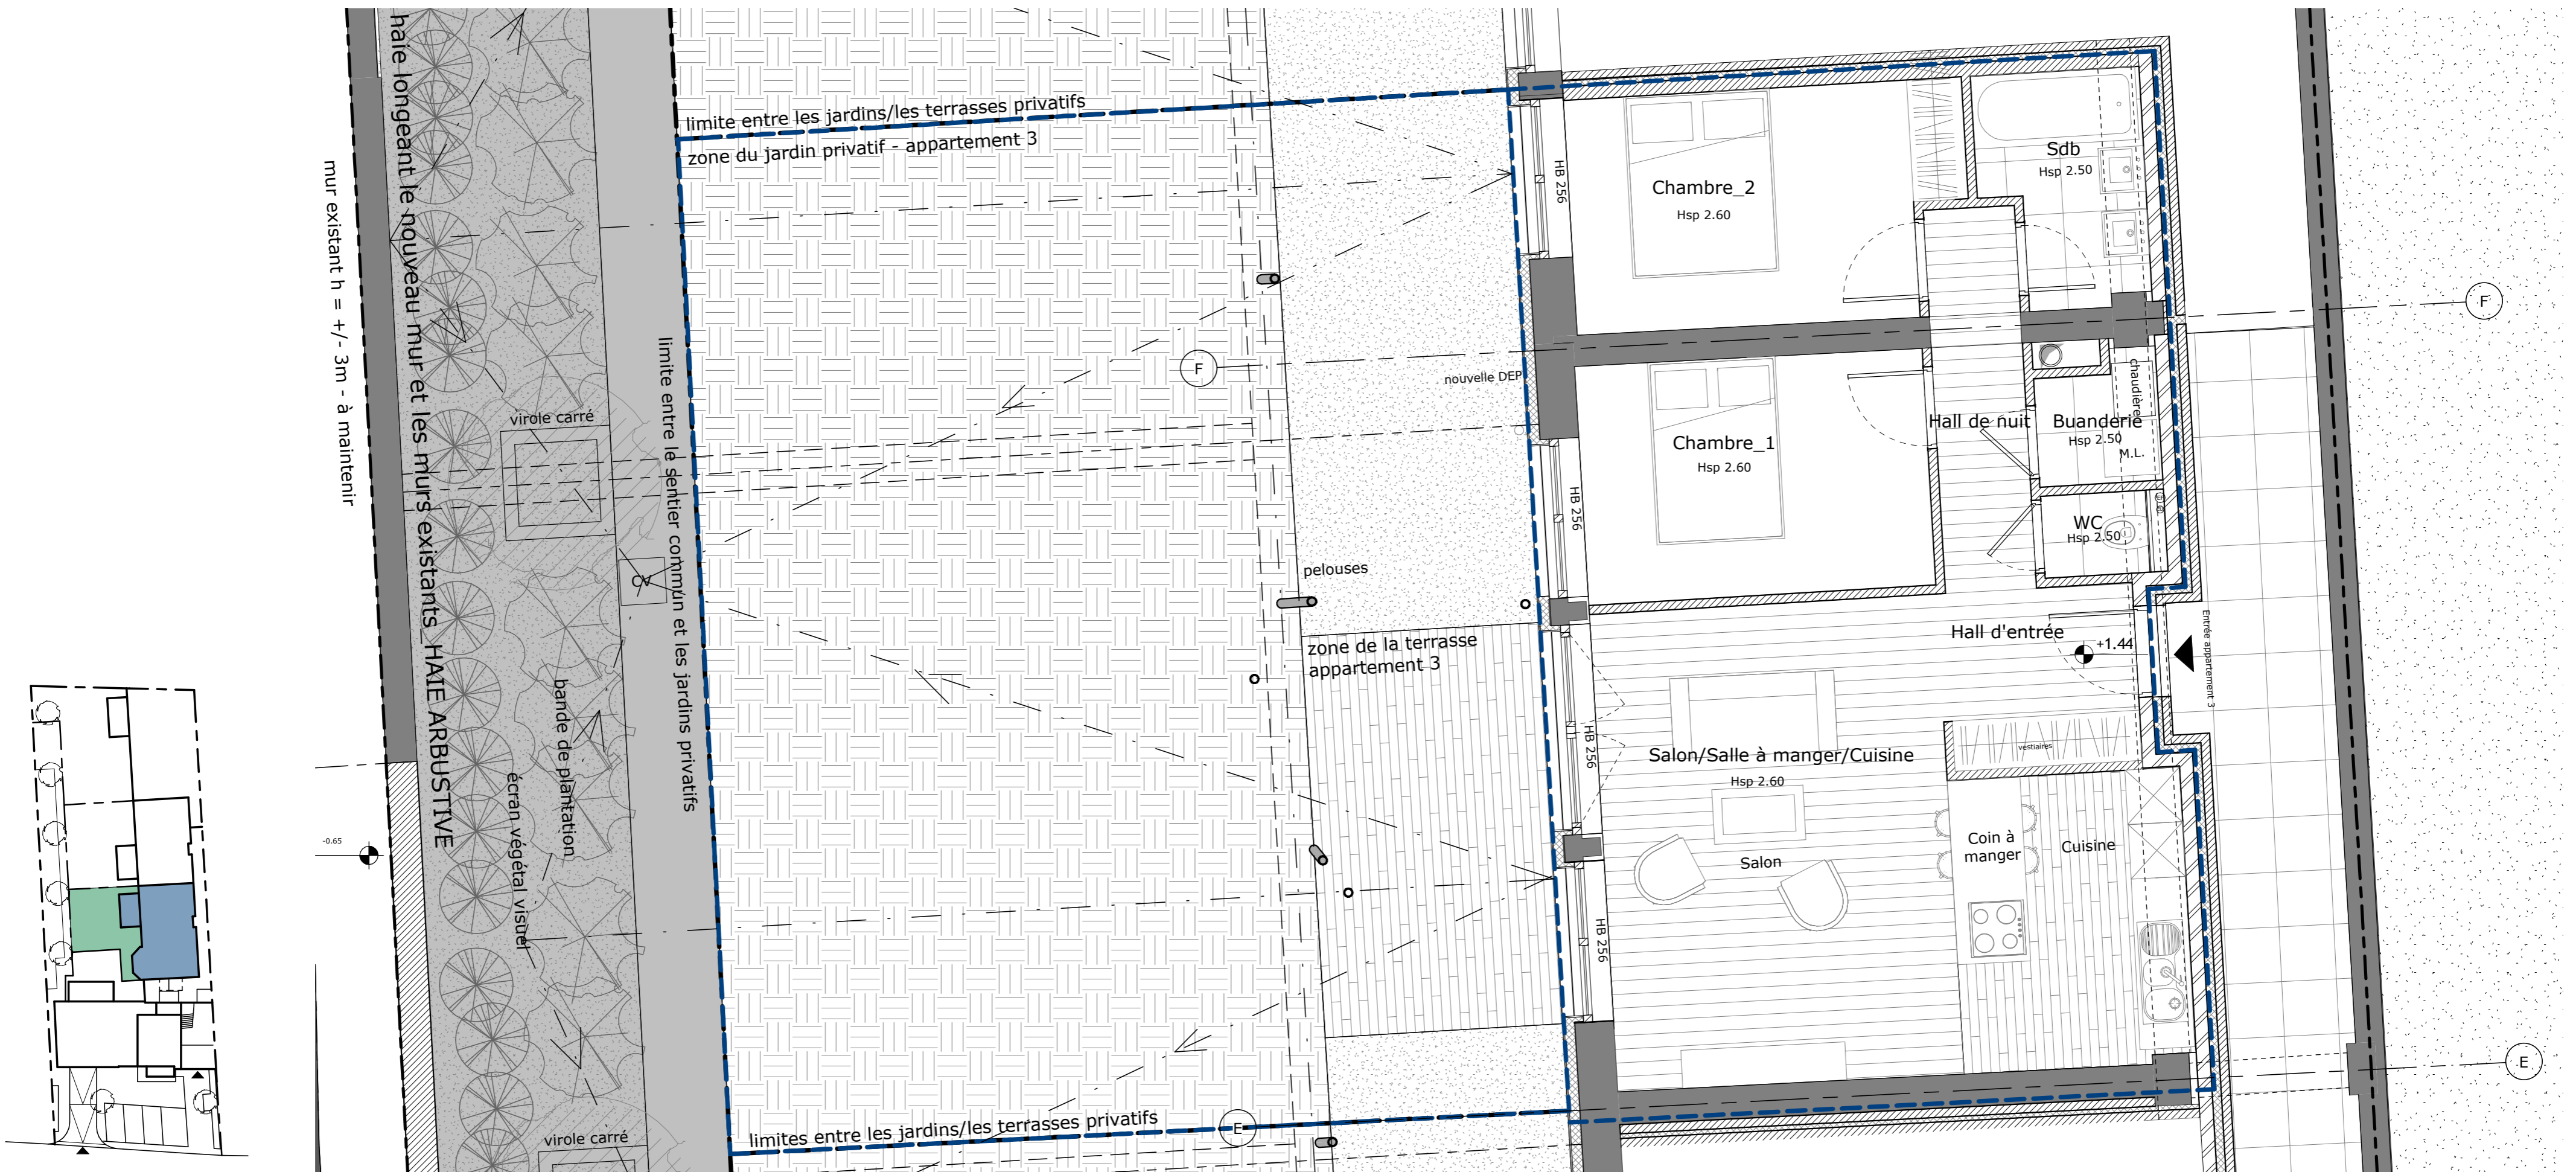 haie longeant le nouveau mur et les murs existants_HAIE ARBUSTIVE
mur existant h = +/- 3m - à maintenir
limite entre les jardins/les terrasses privatifs
zone du jardin privatif - appartement 3
limite entre le sentier commun et les jardins privatifs
virole carré
CV
bande de plantation
écran végétal visuel
-0.65
virole carré
limites entre les jardins/les terrasses privatifs
E
F
nouvelle DEP
pelouses
zone de la terrasse
appartement 3
HB 256
HB 256
HB 256
HB 256
Chambre_2
Hsp 2.60
Sdb
Hsp 2.50
F
Chambre_1
Hsp 2.60
Hall de nuit
Buanderie
Hsp 2.50
chaudière
M.L.
WC
Hsp 2.50
Hall d'entrée
+1.44
Entrée appartement 3
vestiaires
Salon/Salle à manger/Cuisine
Hsp 2.60
Salon
Coin à
manger
Cuisine
E